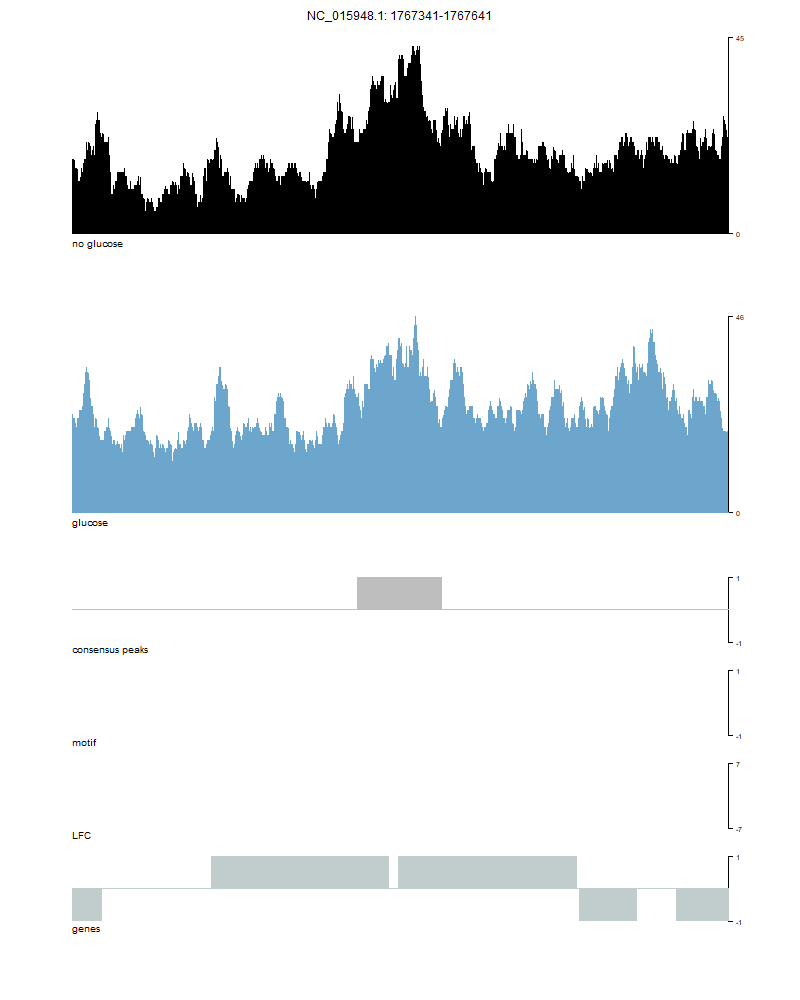 NC_015948.1: 1767341-1767641
45
0
no glucose
46
0
glucose
1
-1
consensus peaks
1
-1
motif
7
-7
LFC
1
-1
genes